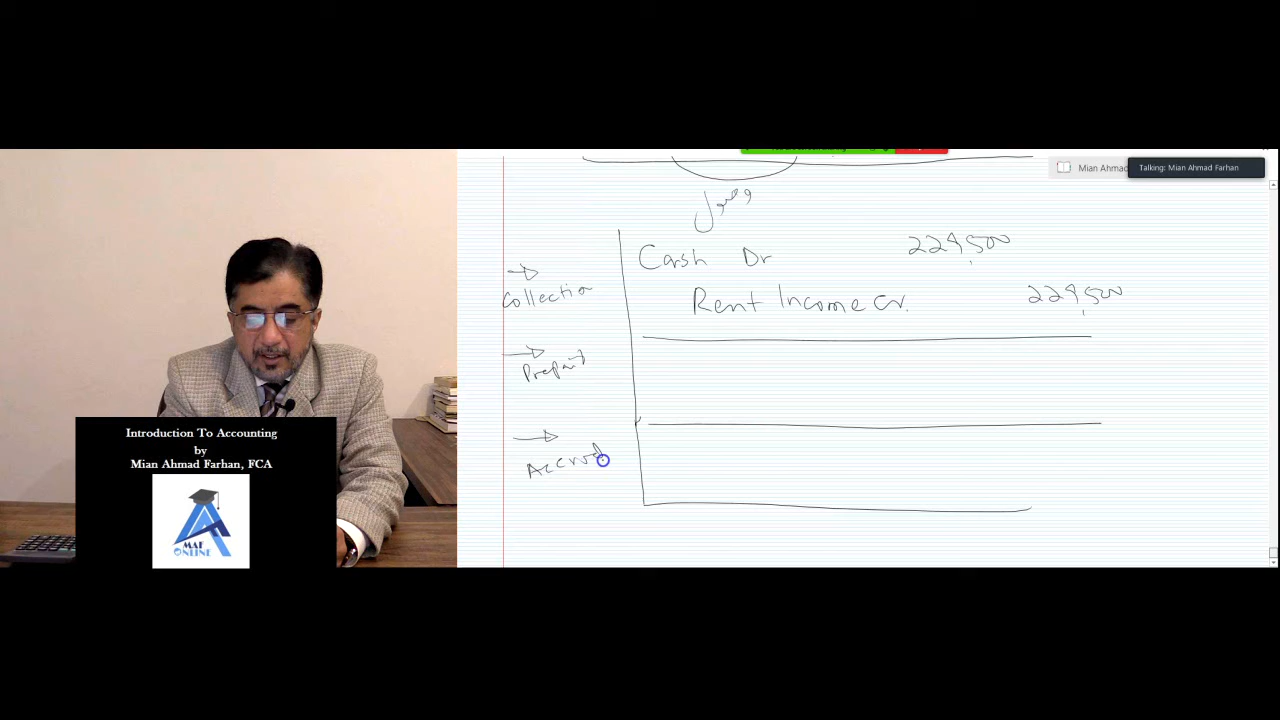 Mian Ahmad
Talking: Mian Ahmad Farhan
Cash Dr 229,500
Collection
Rent Income Cr. 229,500
Prepaid
Accrued
Introduction To Accounting
by
Mian Ahmad Farhan, FCA
MAF
ONLINE